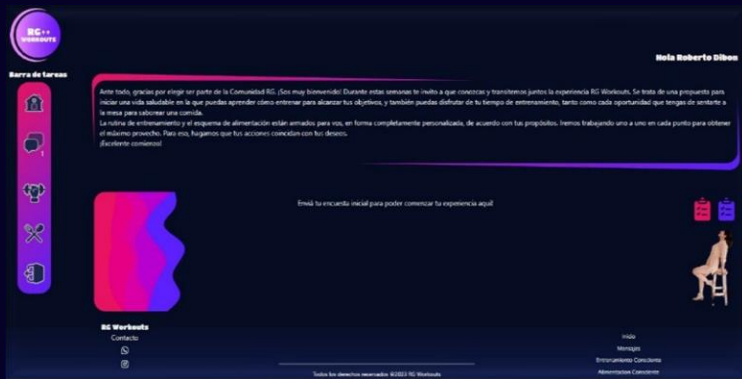 RG++
WORKOUTS
Hola Roberto Dibon
Barra de tareas
Ante todo, gracias por elegir ser parte de la Comunidad RG. ¡Sos muy bienvenido! Durante estas semanas te invito a que conozcas y transitemos juntos la experiencia RG Workouts. Se trata de una propuesta para
iniciar una vida saludable en la que puedas aprender cómo entrenar para alcanzar tus objetivos, y también puedas disfrutar de tu tiempo de entrenamiento, tanto como cada oportunidad que tengas de sentarte a
la mesa para saborear una comida.
La rutina de entrenamiento y el esquema de alimentación están armados para vos, en forma completamente personalizada, de acuerdo con tus propósitos. Iremos trabajando uno a uno en cada punto para obtener
el máximo provecho. Para eso, hagamos que tus acciones coincidan con tus deseos.
¡Excelente comienzo!
1
Enviá tu encuesta inicial para poder comenzar tu experiencia aquí!
RG Workouts
Contacto
Inicio
Mensajes
Entrenamiento Consciente
Alimentacion Consciente
Todos los derechos reservados ©2023 RG Workouts